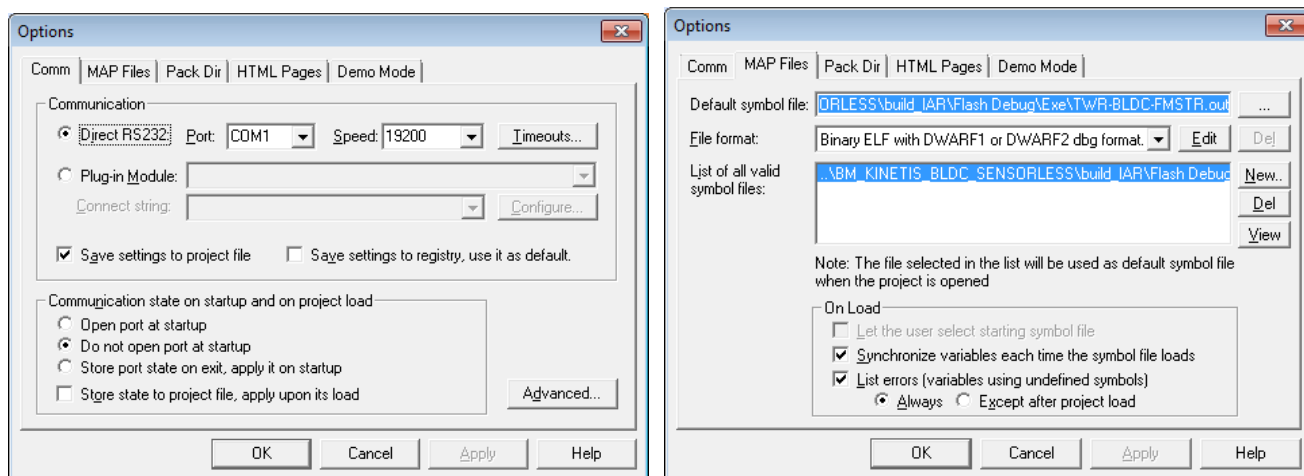 Options
Comm MAP Files Pack Dir HTML Pages Demo Mode
Communication
Direct RS232: Port: COM1 Speed: 19200 Timeouts...
Plug-in Module:
Connect string: Configure...
Save settings to project file Save settings to registry, use it as default.
Communication state on startup and on project load
Open port at startup
Do not open port at startup
Store port state on exit, apply it on startup
Store state to project file, apply upon its load
Advanced...
OK Cancel Apply Help
Options
Comm MAP Files Pack Dir HTML Pages Demo Mode
Default symbol file: ORLESS\build_IAR\Flash Debug\Exe\TWR-BLDC-FMSTR.out ...
File format: Binary ELF with DWARF1 or DWARF2 dbg format. Edit Del
List of all valid symbol files:
..\BM_KINETIS_BLDC_SENSORLESS\build_IAR\Flash Debug
New..
Del
View
Note: The file selected in the list will be used as default symbol file
when the project is opened
On Load
Let the user select starting symbol file
Synchronize variables each time the symbol file loads
List errors (variables using undefined symbols)
Always Except after project load
OK Cancel Apply Help